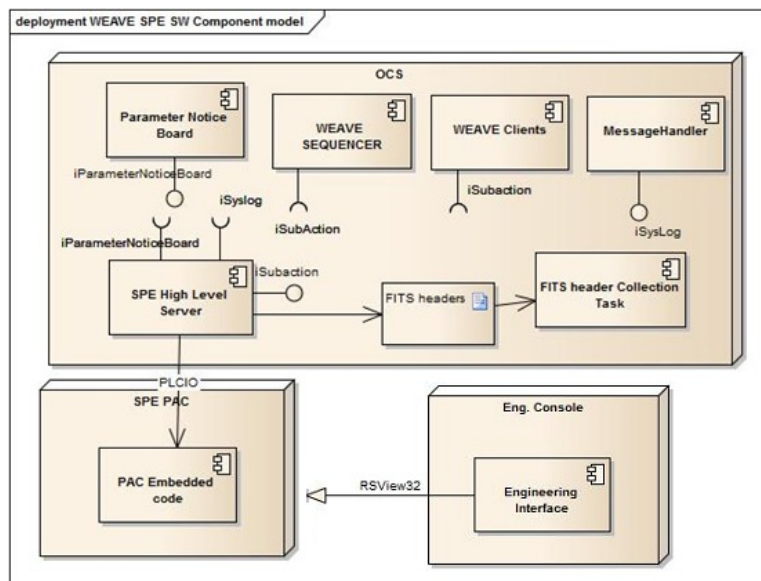 deployment WEAVE SPE SW Component model
OCS
Parameter Notice
Board
WEAVE
SEQUENCER
WEAVE Clients
MessageHandler
iParameterNoticeBoard
iSyslog
iSubaction
iSubAction
iSysLog
iParameterNoticeBoard
SPE High Level
Server
iSubaction
FITS headers
FITS header Collection
Task
PLCIO
SPE PAC
PAC Embedded
code
Eng. Console
RSView32
Engineering
Interface